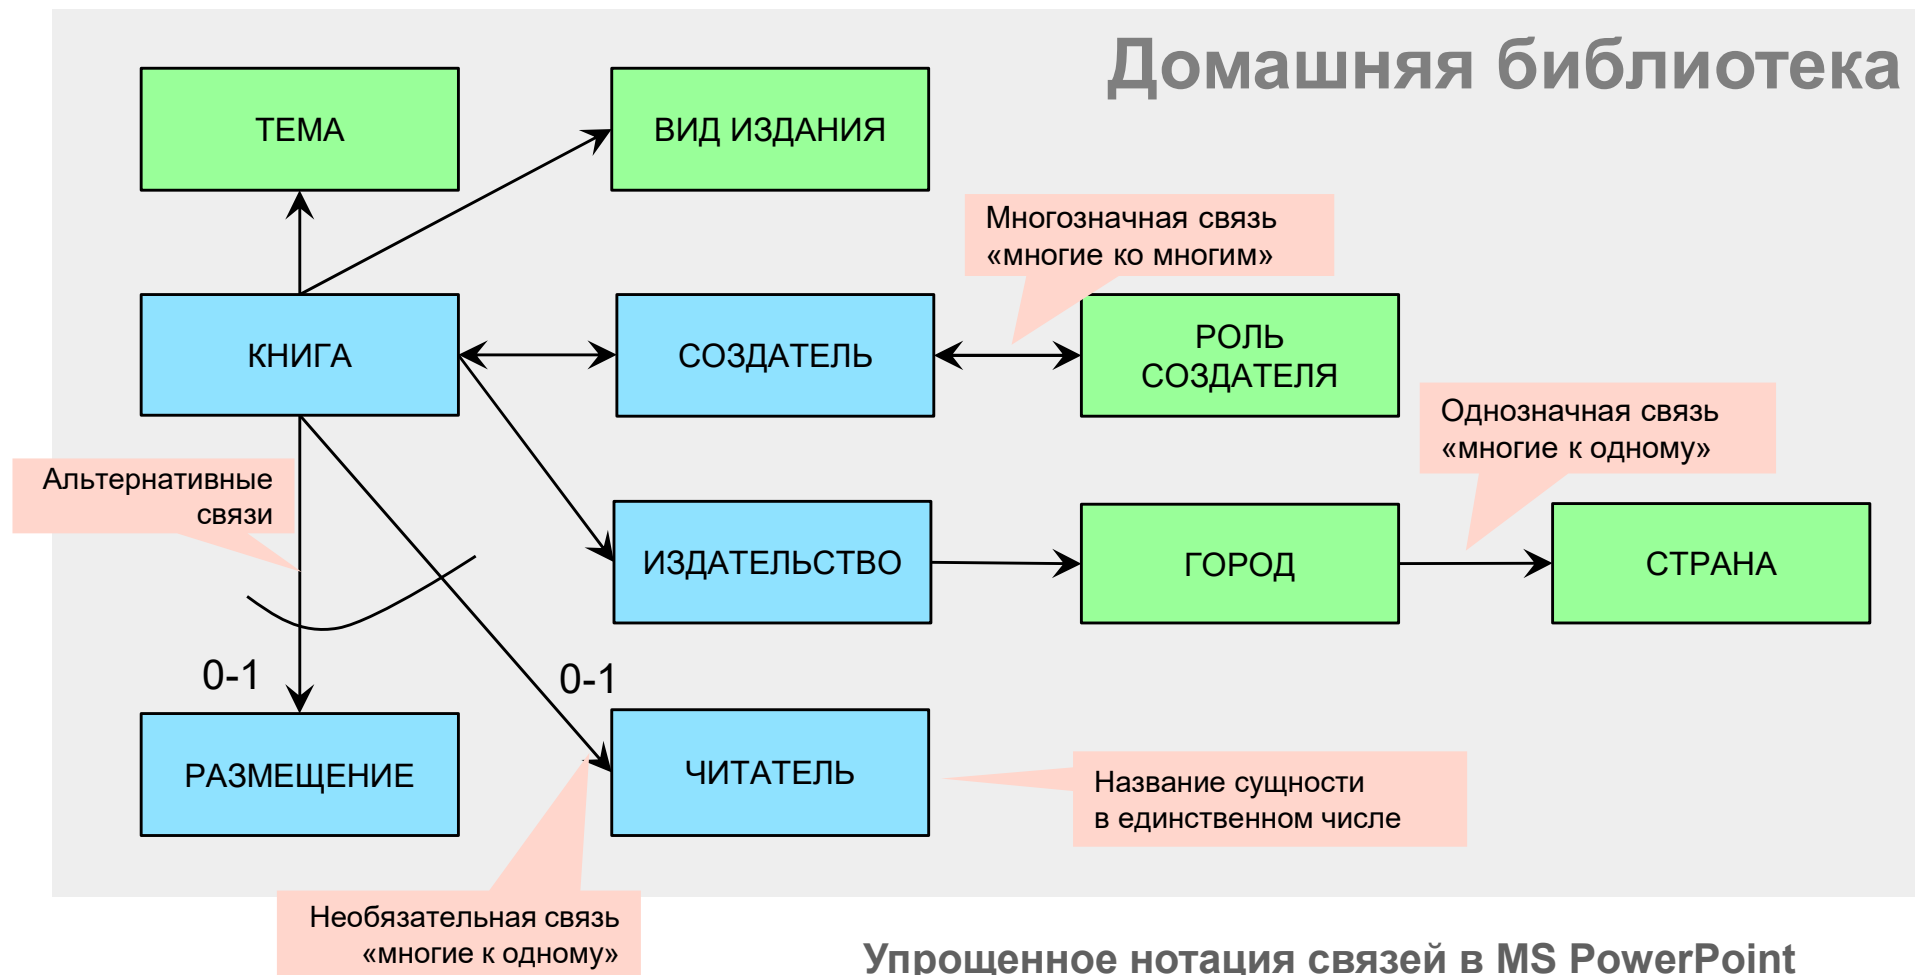 Домашняя библиотека
ТЕМА
ВИД ИЗДАНИЯ
Многозначная связь
«многие ко многим»
КНИГА
СОЗДАТЕЛЬ
РОЛЬ
СОЗДАТЕЛЯ
Однозначная связь
«многие к одному»
Альтернативные
связи
ИЗДАТЕЛЬСТВО
ГОРОД
СТРАНА
0-1
0-1
РАЗМЕЩЕНИЕ
ЧИТАТЕЛЬ
Название сущности
в единственном числе
Необязательная связь
«многие к одному»
Упрощенное нотация связей в MS PowerPoint